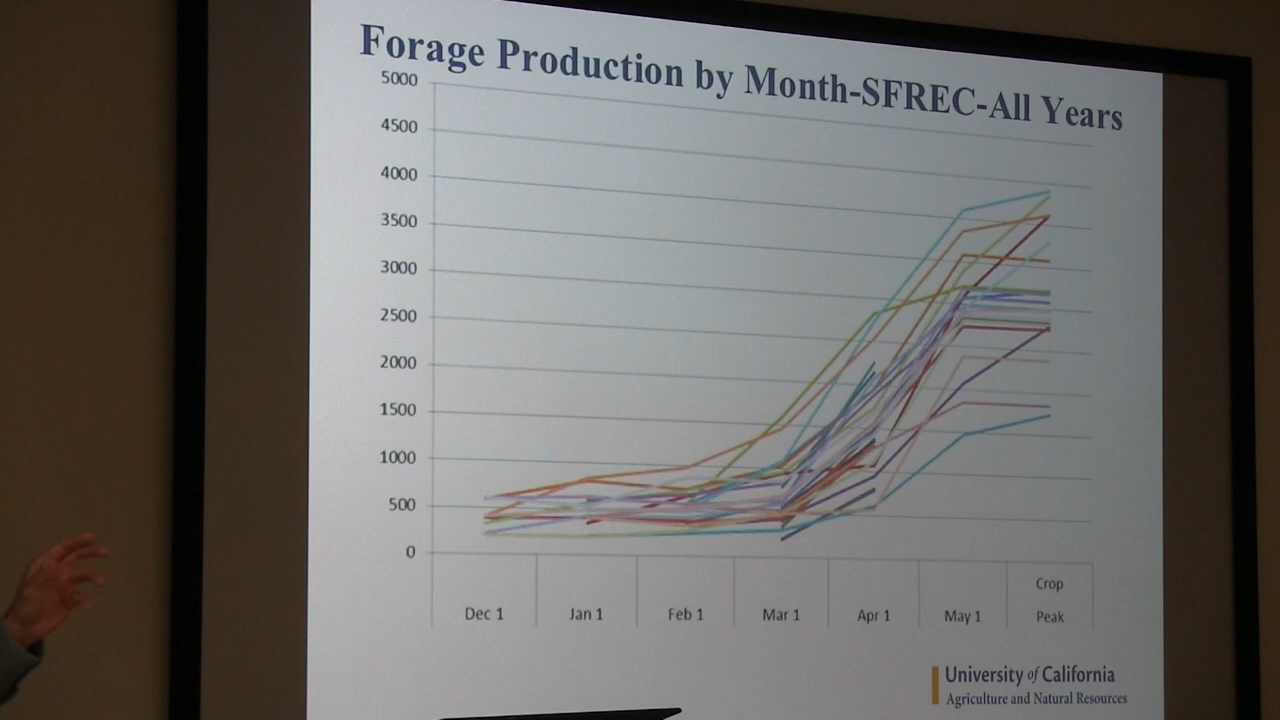 Forage Production by Month-SFREC-All Years
5000
4500
4000
3500
3000
2500
2000
1500
1000
500
0
Dec 1 Jan 1 Feb 1 Mar 1 Apr 1 May 1 Crop Peak
University of California
Agriculture and Natural Resources